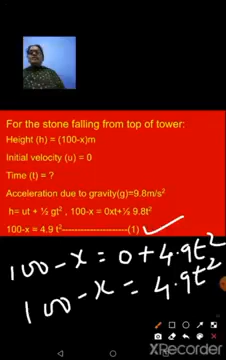 For the stone falling from top of tower:
Height (h) = (100-x)m
Initial velocity (u) = 0
Time (t) = ?
Acceleration due to gravity(g)=9.8m/s²
h= ut + ½ gt² , 100-x = 0xt+½ 9.8t²
100-x = 4.9 t²-----------------------(1)
100-x = 0+4.9t²
100-x = 4.9t²
XRecorder